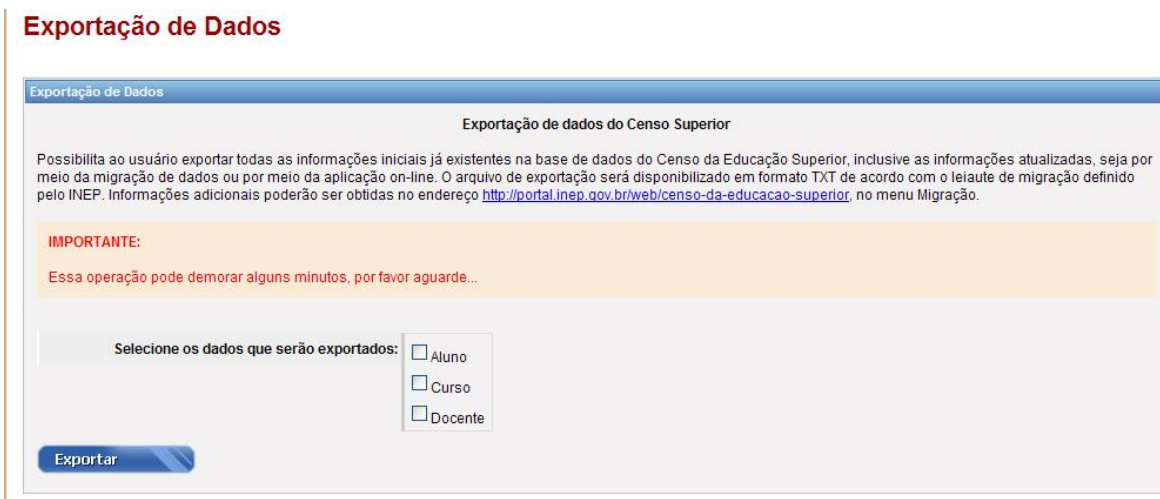 Exportação de Dados
Exportação de Dados
Exportação de dados do Censo Superior
Possibilita ao usuário exportar todas as informações iniciais já existentes na base de dados do Censo da Educação Superior, inclusive as informações atualizadas, seja por
meio da migração de dados ou por meio da aplicação on-line. O arquivo de exportação será disponibilizado em formato TXT de acordo com o leiaute de migração definido
pelo INEP. Informações adicionais poderão ser obtidas no endereço http://portal.inep.gov.br/web/censo-da-educacao-superior, no menu Migração.
IMPORTANTE:
Essa operação pode demorar alguns minutos, por favor aguarde...
Selecione os dados que serão exportados:
Aluno
Curso
Docente
Exportar